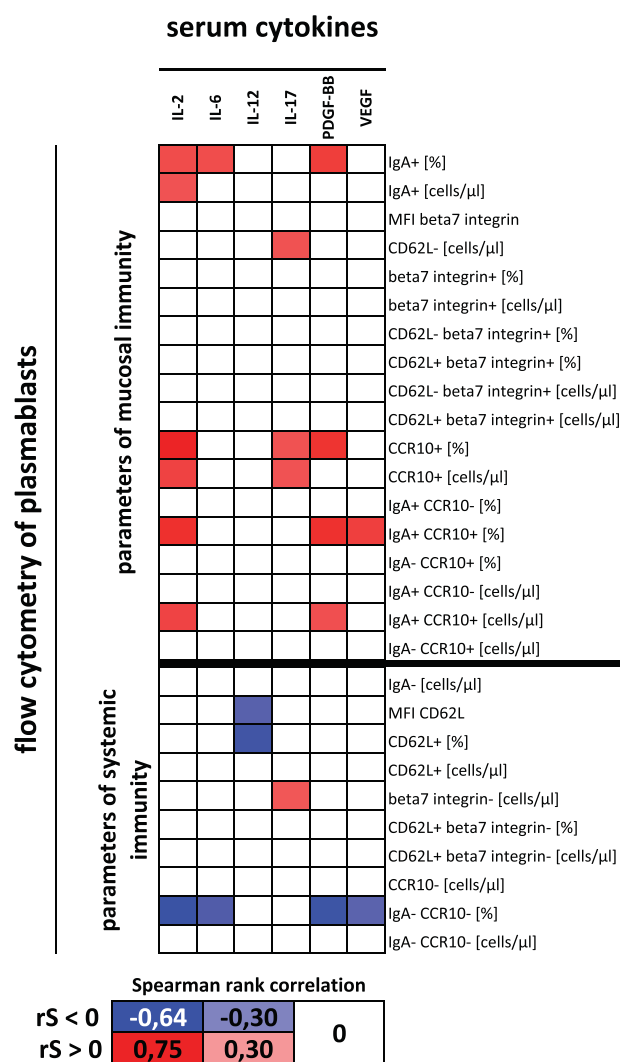 serum cytokines
IL-2
IL-6
IL-12
IL-17
PDGF-BB
VEGF
flow cytometry of plasmablasts
parameters of mucosal immunity
IgA+ [%]
IgA+ [cells/µl]
MFI beta7 integrin
CD62L- [cells/µl]
beta7 integrin+ [%]
beta7 integrin+ [cells/µl]
CD62L- beta7 integrin+ [%]
CD62L+ beta7 integrin+ [%]
CD62L- beta7 integrin+ [cells/µl]
CD62L+ beta7 integrin+ [cells/µl]
CCR10+ [%]
CCR10+ [cells/µl]
IgA+ CCR10- [%]
IgA+ CCR10+ [%]
IgA- CCR10+ [%]
IgA+ CCR10- [cells/µl]
IgA+ CCR10+ [cells/µl]
IgA- CCR10+ [cells/µl]
parameters of systemic
immunity
IgA- [cells/µl]
MFI CD62L
CD62L+ [%]
CD62L+ [cells/µl]
beta7 integrin- [cells/µl]
CD62L+ beta7 integrin- [%]
CD62L+ beta7 integrin- [cells/µl]
CCR10- [cells/µl]
IgA- CCR10- [%]
IgA- CCR10- [cells/µl]
Spearman rank correlation
rS < 0 -0,64 -0,30 0
rS > 0 0,75 0,30